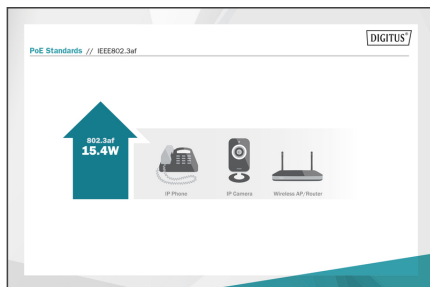 DIGITUS®
PoE Standards // IEEE802.3af
802.3af
15.4W
IP Phone
IP Camera
Wireless AP/Router